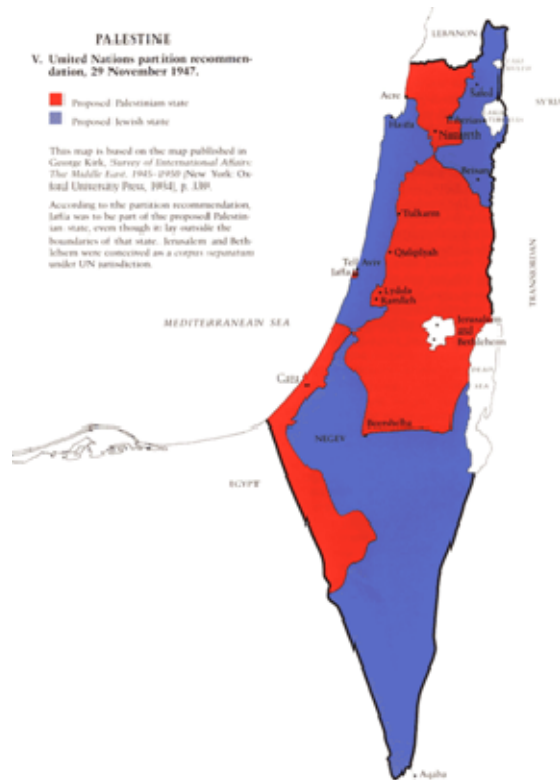 PALESTINE
V. United Nations partition recommen-
dation, 29 November 1947.
Proposed Palestinian state
Proposed Jewish state
This map is based on the map published in
George Kirk, Survey of International Affairs:
The Middle East, 1945-1950 (New York: Ox-
ford University Press, 1954), p. 339.
According to the partition recommendation,
Jaffa was to be part of the proposed Palestin-
ian state, even though it lay outside the
boundaries of that state. Jerusalem and Beth-
lehem were conceived as a corpus separatum
under UN jurisdiction.
LEBANON
SYRIA
Safed
Acre
Haifa
Tiberias
Nazareth
Beisan
Tulkarm
Qalqilyah
Tell Aviv
Jaffa
Lydda
Ramleh
TRANSJORDAN
MEDITERRANEAN SEA
Jerusalem
and
Bethlehem
DEAD
SEA
Gaza
Beersheba
NEGEV
EGYPT
Aqaba